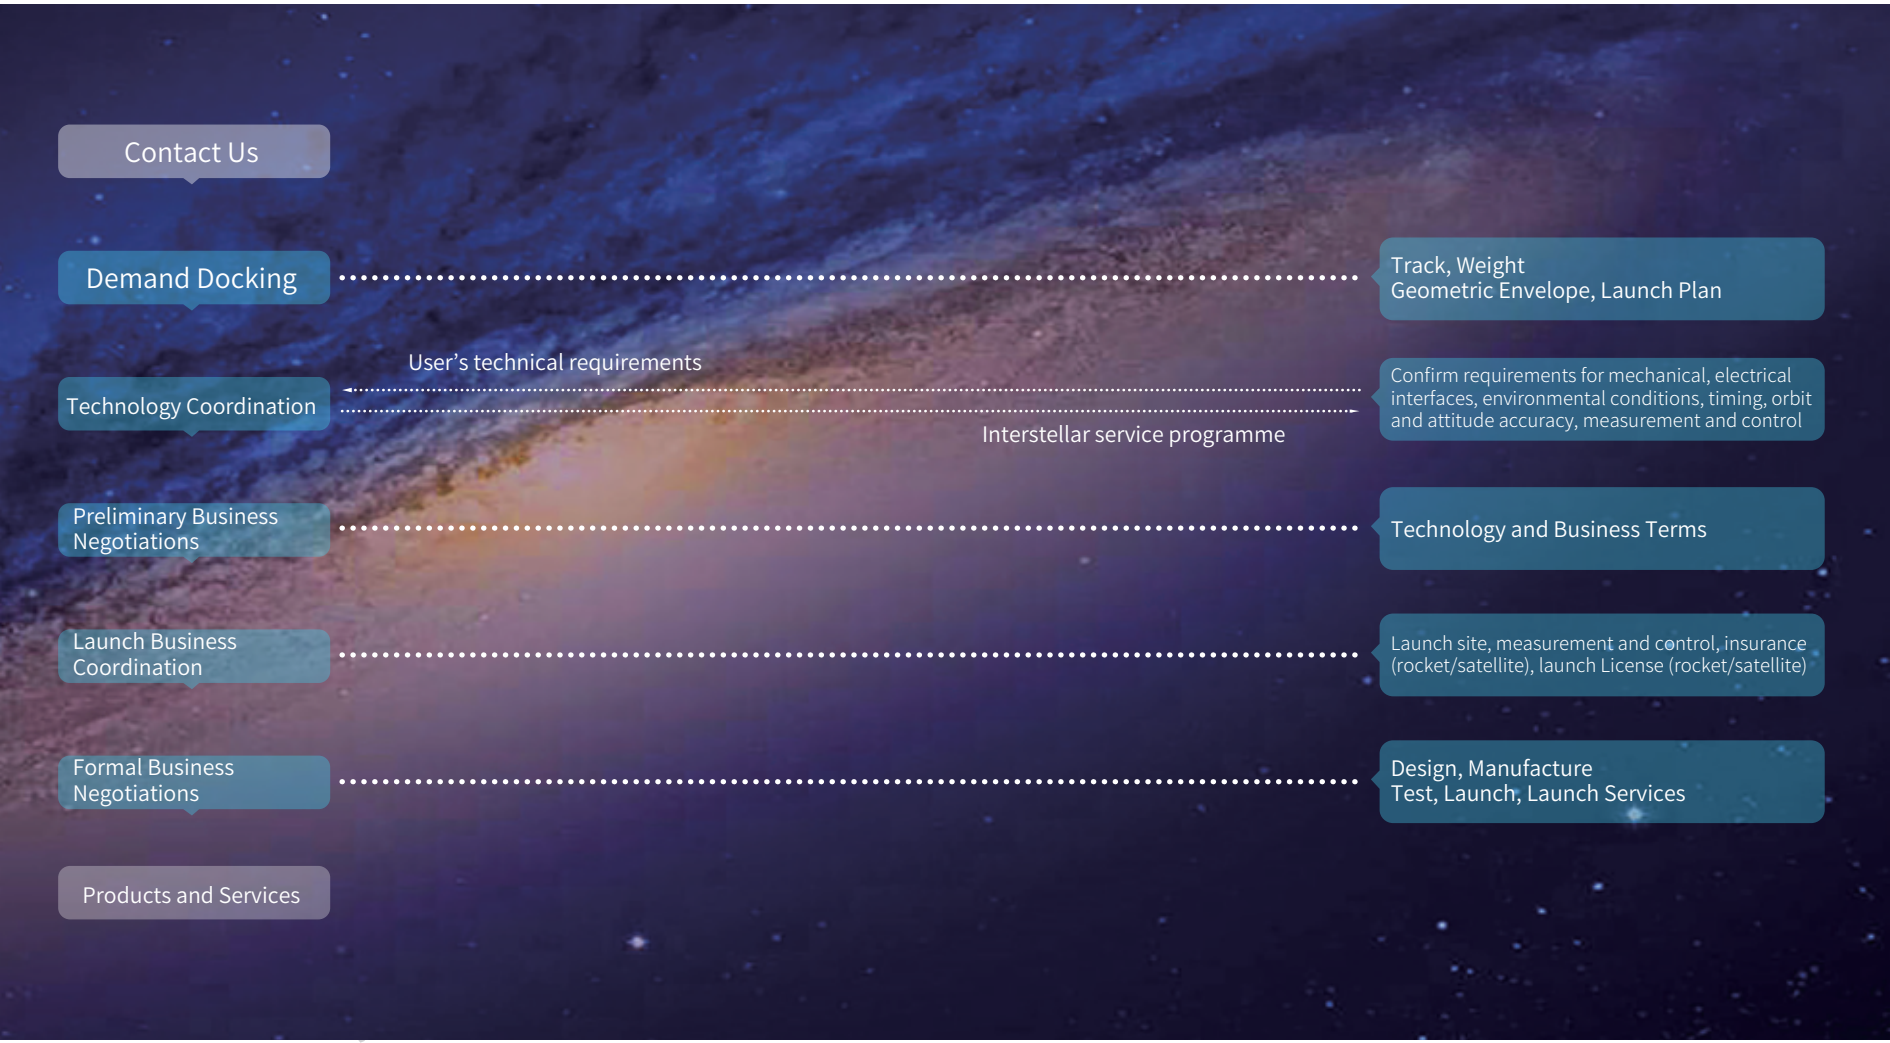 Contact Us
Demand Docking
Track, Weight
Geometric Envelope, Launch Plan
User's technical requirements
Technology Coordination
Interstellar service programme
Confirm requirements for mechanical, electrical
interfaces, environmental conditions, timing, orbit
and attitude accuracy, measurement and control
Preliminary Business
Negotiations
Technology and Business Terms
Launch Business
Coordination
Launch site, measurement and control, insurance
(rocket/satellite), launch License (rocket/satellite)
Formal Business
Negotiations
Design, Manufacture
Test, Launch, Launch Services
Products and Services